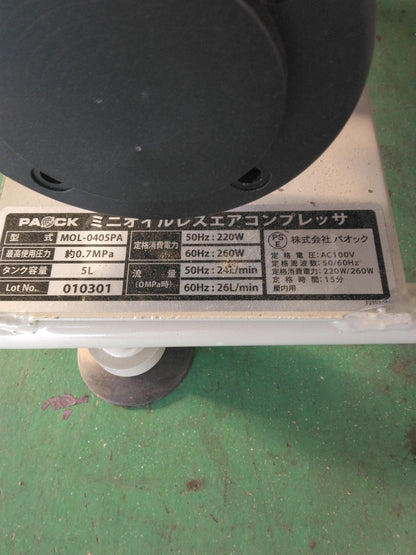 PAOCK ミニオイルレスエアコンプレッサ
型 式 MOL-0405PA
最高使用圧力 約0.7MPa
タンク容量 5L
Lot No. 010301
定格消費電力 50Hz : 220W
60Hz : 260W
流 量 (0MPa時) 50Hz : 24L/min
60Hz : 26L/min
PS E 株式会社 パオック
定 格 電 圧 : AC100V
定格周波数 : 50/60Hz
定格消費電力 : 220W/260W
定 格 時 間 : 15分
屋内用